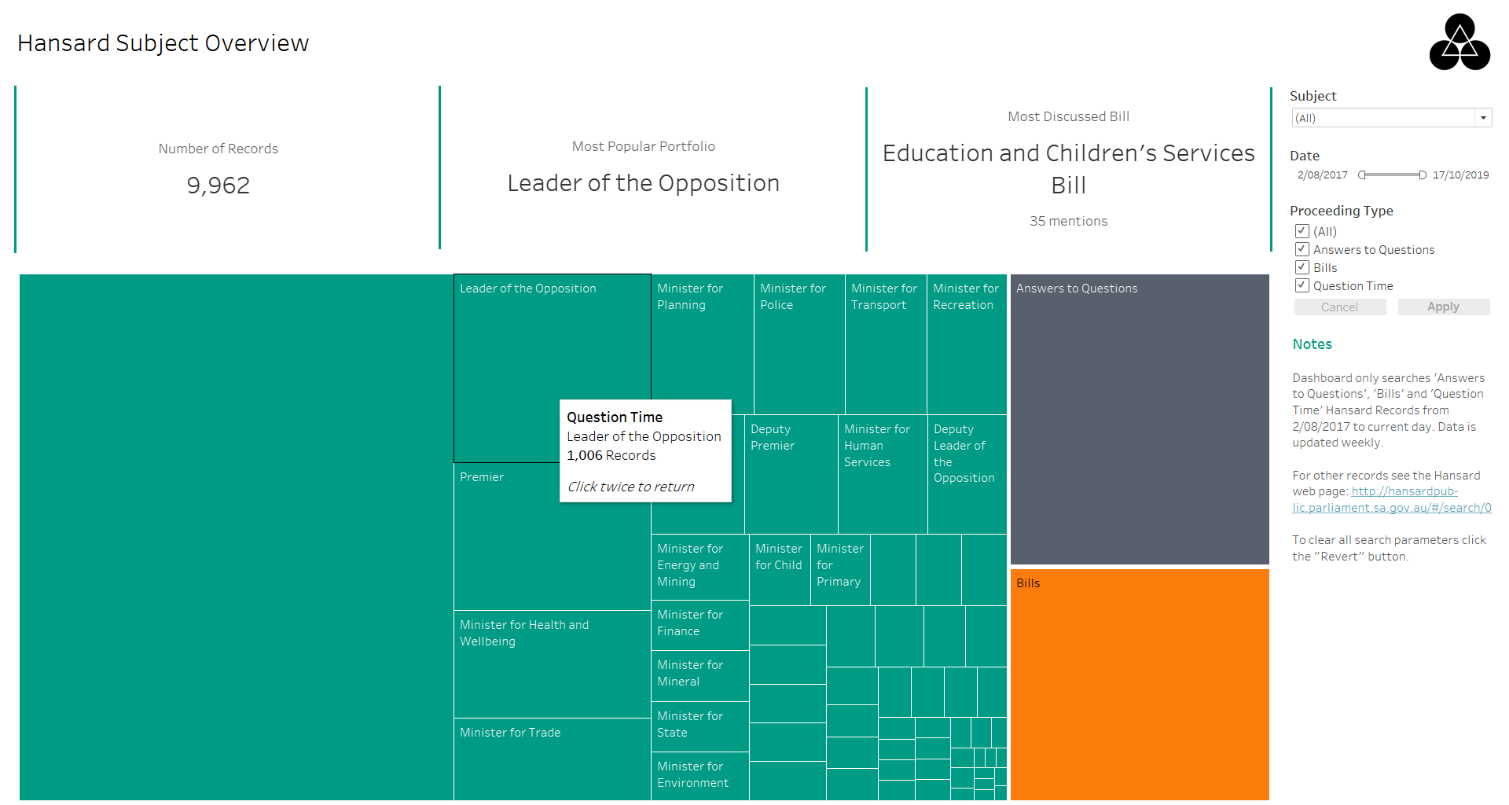 Hansard Subject Overview
Number of Records
9,962
Most Popular Portfolio
Leader of the Opposition
Most Discussed Bill
Education and Children's Services
Bill
35 mentions
Subject
(All)
Date
2/08/2017
17/10/2019
Proceeding Type
(All)
Answers to Questions
Bills
Question Time
Cancel
Apply
Notes
Dashboard only searches 'Answers
to Questions', 'Bills' and 'Question
Time' Hansard Records from
2/08/2017 to current day. Data is
updated weekly.
For other records see the Hansard
web page: http://hansardpub-
lic.parliament.sa.gov.au/#/search/0
To clear all search parameters click
the "Revert" button.
Leader of the Opposition
Question Time
Leader of the Opposition
1,006 Records
Click twice to return
Premier
Minister for Health and
Wellbeing
Minister for Trade
Minister for
Planning
Minister for
Police
Minister for
Transport
Minister for
Recreation
Deputy
Premier
Minister for
Human
Services
Deputy
Leader of
the
Opposition
Minister for
Energy and
Mining
Minister for
Finance
Minister for
Mineral
Minister for
State
Minister for
Environment
Minister
for Child
Minister
for
Primary
Answers to Questions
Bills